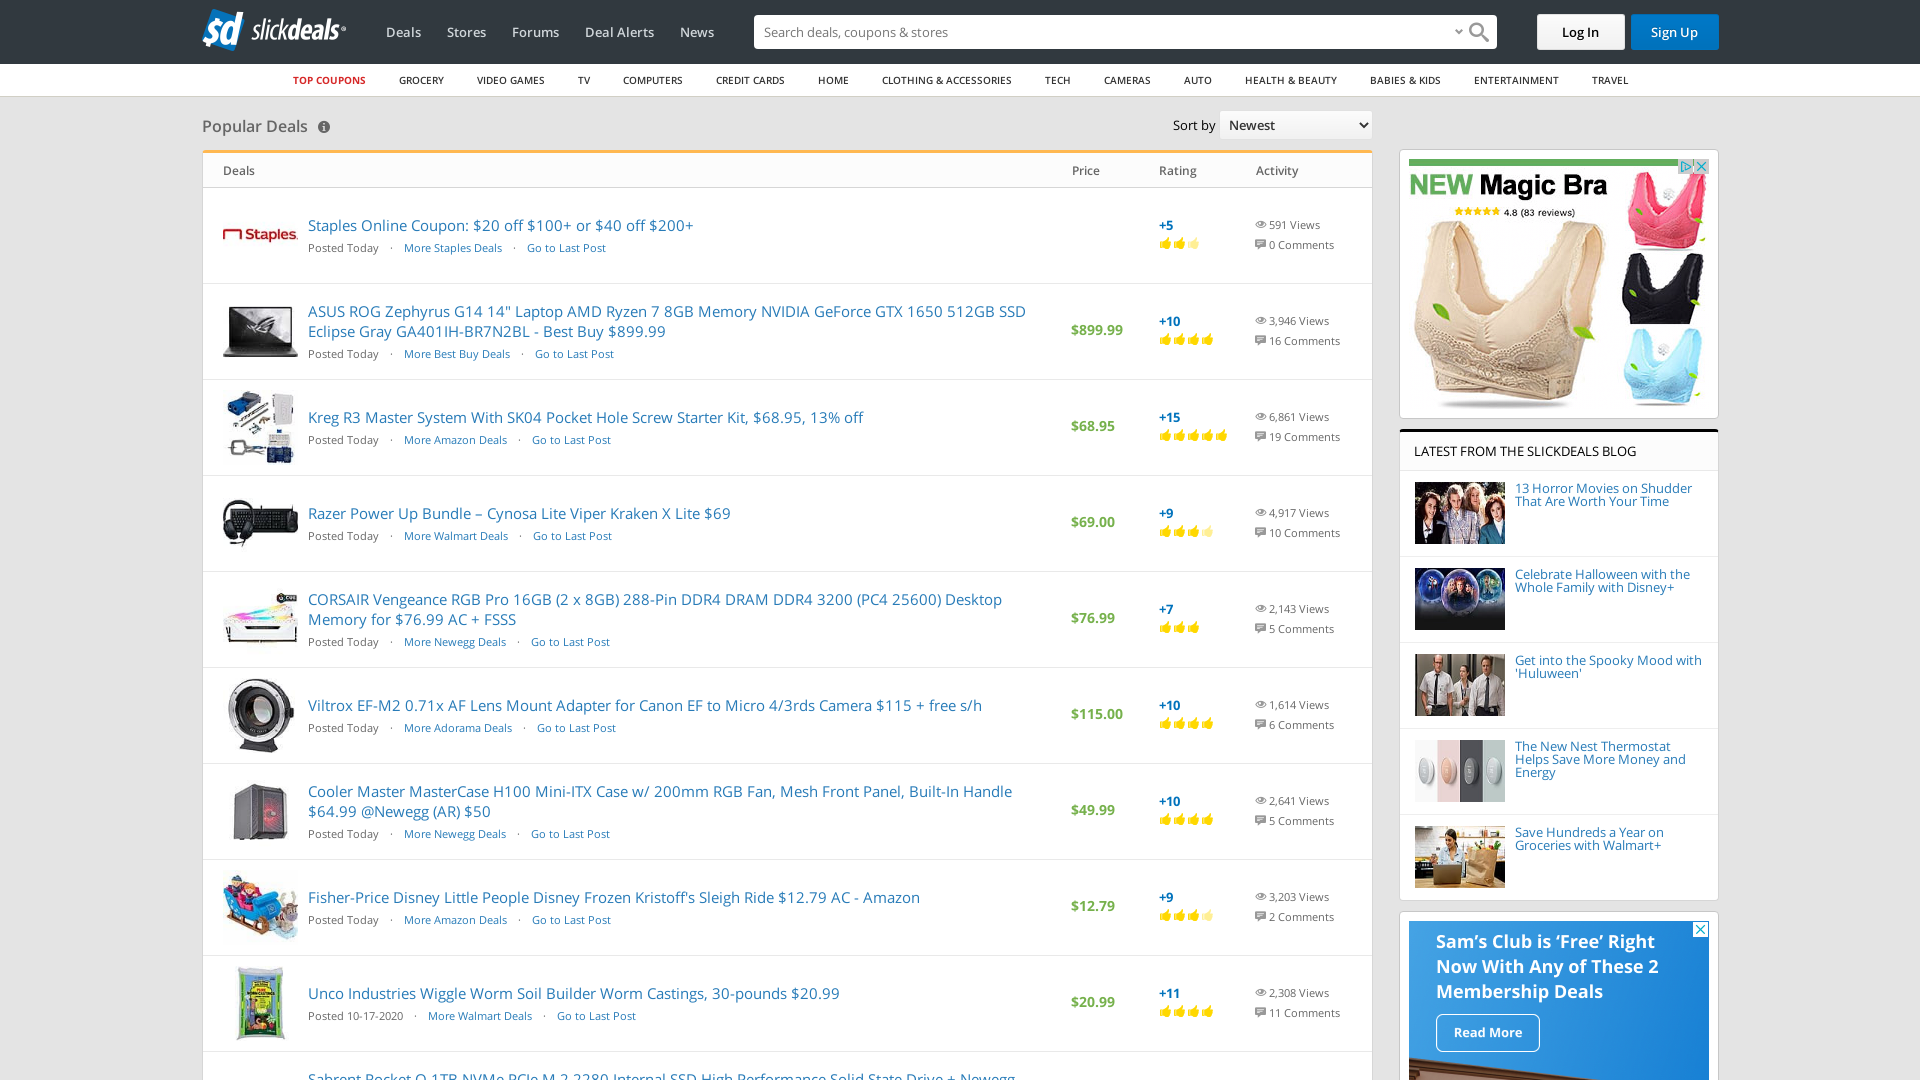 slickdeals
Deals
Stores
Forums
Deal Alerts
News
Search deals, coupons & stores
Log In
Sign Up
TOP COUPONS
GROCERY
VIDEO GAMES
TV
COMPUTERS
CREDIT CARDS
HOME
CLOTHING & ACCESSORIES
TECH
CAMERAS
AUTO
HEALTH & BEAUTY
BABIES & KIDS
ENTERTAINMENT
TRAVEL
Popular Deals
Sort by Newest
Deals Price Rating Activity
Staples
Staples Online Coupon: $20 off $100+ or $40 off $200+
Posted Today · More Staples Deals · Go to Last Post
+5
591 Views
0 Comments
ASUS ROG Zephyrus G14 14" Laptop AMD Ryzen 7 8GB Memory NVIDIA GeForce GTX 1650 512GB SSD
Eclipse Gray GA401IH-BR7N2BL - Best Buy $899.99
Posted Today · More Best Buy Deals · Go to Last Post
$899.99
+10
3,946 Views
16 Comments
Kreg R3 Master System With SK04 Pocket Hole Screw Starter Kit, $68.95, 13% off
Posted Today · More Amazon Deals · Go to Last Post
$68.95
+15
6,861 Views
19 Comments
Razer Power Up Bundle – Cynosa Lite Viper Kraken X Lite $69
Posted Today · More Walmart Deals · Go to Last Post
$69.00
+9
4,917 Views
10 Comments
CORSAIR Vengeance RGB Pro 16GB (2 x 8GB) 288-Pin DDR4 DRAM DDR4 3200 (PC4 25600) Desktop
Memory for $76.99 AC + FSSS
Posted Today · More Newegg Deals · Go to Last Post
$76.99
+7
2,143 Views
5 Comments
Viltrox EF-M2 0.71x AF Lens Mount Adapter for Canon EF to Micro 4/3rds Camera $115 + free s/h
Posted Today · More Adorama Deals · Go to Last Post
$115.00
+10
1,614 Views
6 Comments
Cooler Master MasterCase H100 Mini-ITX Case w/ 200mm RGB Fan, Mesh Front Panel, Built-In Handle
$64.99 @Newegg (AR) $50
Posted Today · More Newegg Deals · Go to Last Post
$49.99
+10
2,641 Views
5 Comments
Fisher-Price Disney Little People Disney Frozen Kristoff's Sleigh Ride $12.79 AC - Amazon
Posted Today · More Amazon Deals · Go to Last Post
$12.79
+9
3,203 Views
2 Comments
Unco Industries Wiggle Worm Soil Builder Worm Castings, 30-pounds $20.99
Posted 10-17-2020 · More Walmart Deals · Go to Last Post
$20.99
+11
2,308 Views
11 Comments
Sabrent Rocket Q 1TB NVMe PCIe M.2 2280 Internal SSD High Performance Solid State Drive + Newegg
NEW Magic Bra
4.8 (83 reviews)
LATEST FROM THE SLICKDEALS BLOG
13 Horror Movies on Shudder
That Are Worth Your Time
Celebrate Halloween with the
Whole Family with Disney+
Get into the Spooky Mood with
'Huluween'
The New Nest Thermostat
Helps Save More Money and
Energy
Save Hundreds a Year on
Groceries with Walmart+
Sam's Club is 'Free' Right
Now With Any of These 2
Membership Deals
Read More